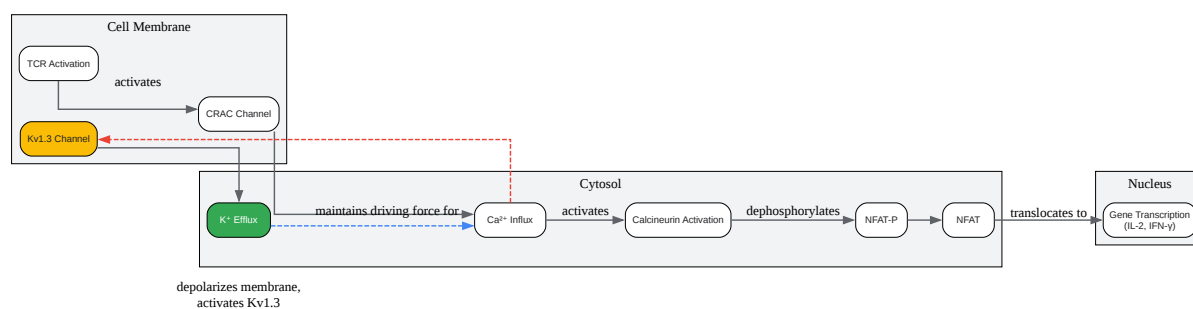 Cell Membrane
TCR Activation
activates
CRAC Channel
Kv1.3 Channel
Cytosol
Nucleus
K⁺ Efflux
maintains driving force for
Ca²⁺ Influx
activates
Calcineurin Activation
dephosphorylates
NFAT-P
NFAT
translocates to
Gene Transcription
(IL-2, IFN-γ)
depolarizes membrane,
activates Kv1.3